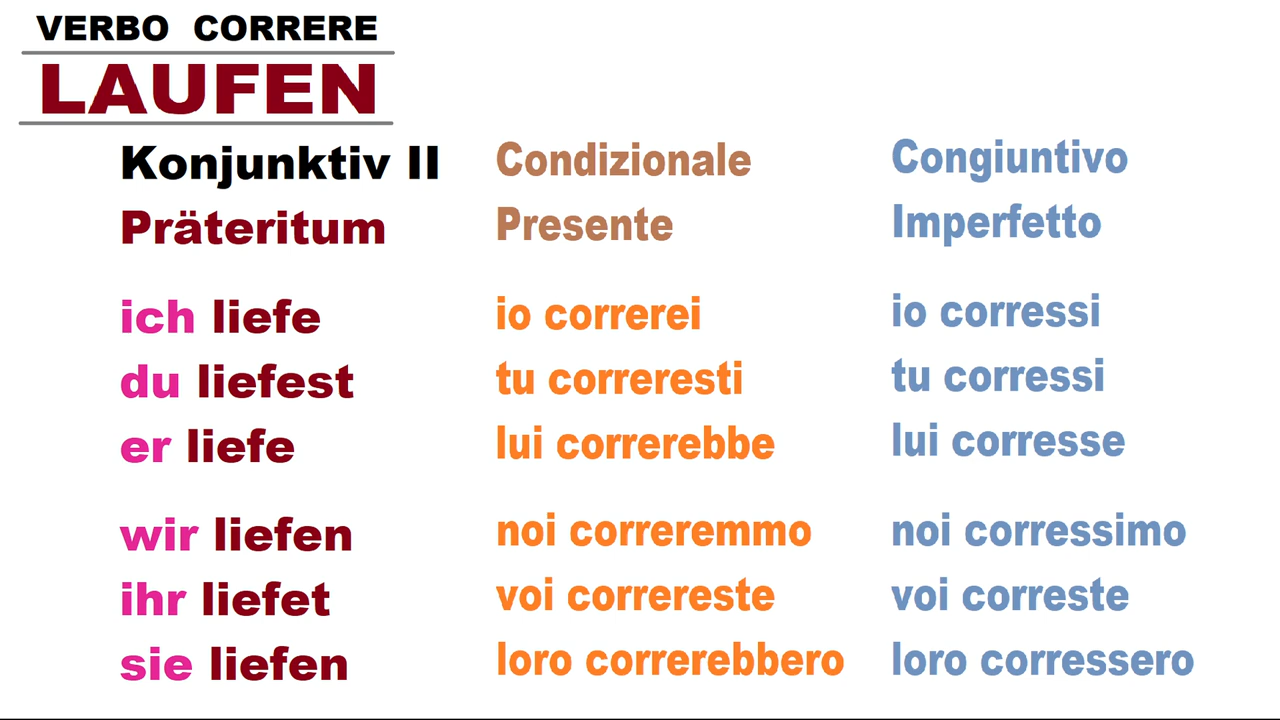 VERBO CORRERE
LAUFEN
Konjunktiv II Condizionale Congiuntivo
Präteritum Presente Imperfetto
ich liefe io correrei io corressi
du liefest tu correresti tu corressi
er liefe lui correrebbe lui corresse
wir liefen noi correremmo noi corressimo
ihr liefet voi correreste voi correste
sie liefen loro correrebbero loro corressero